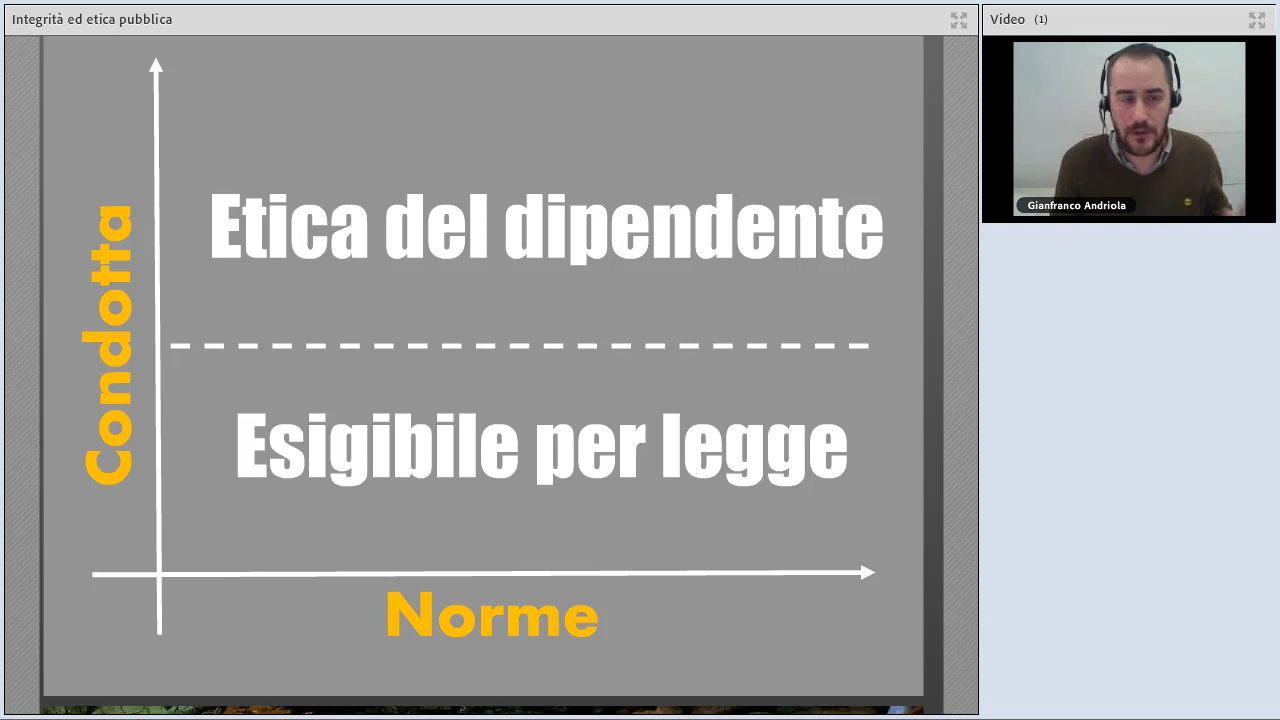 Integrità ed etica pubblica
Video (1)
Gianfranco Andriola
Condotta
Etica del dipendente
Esigibile per legge
Norme